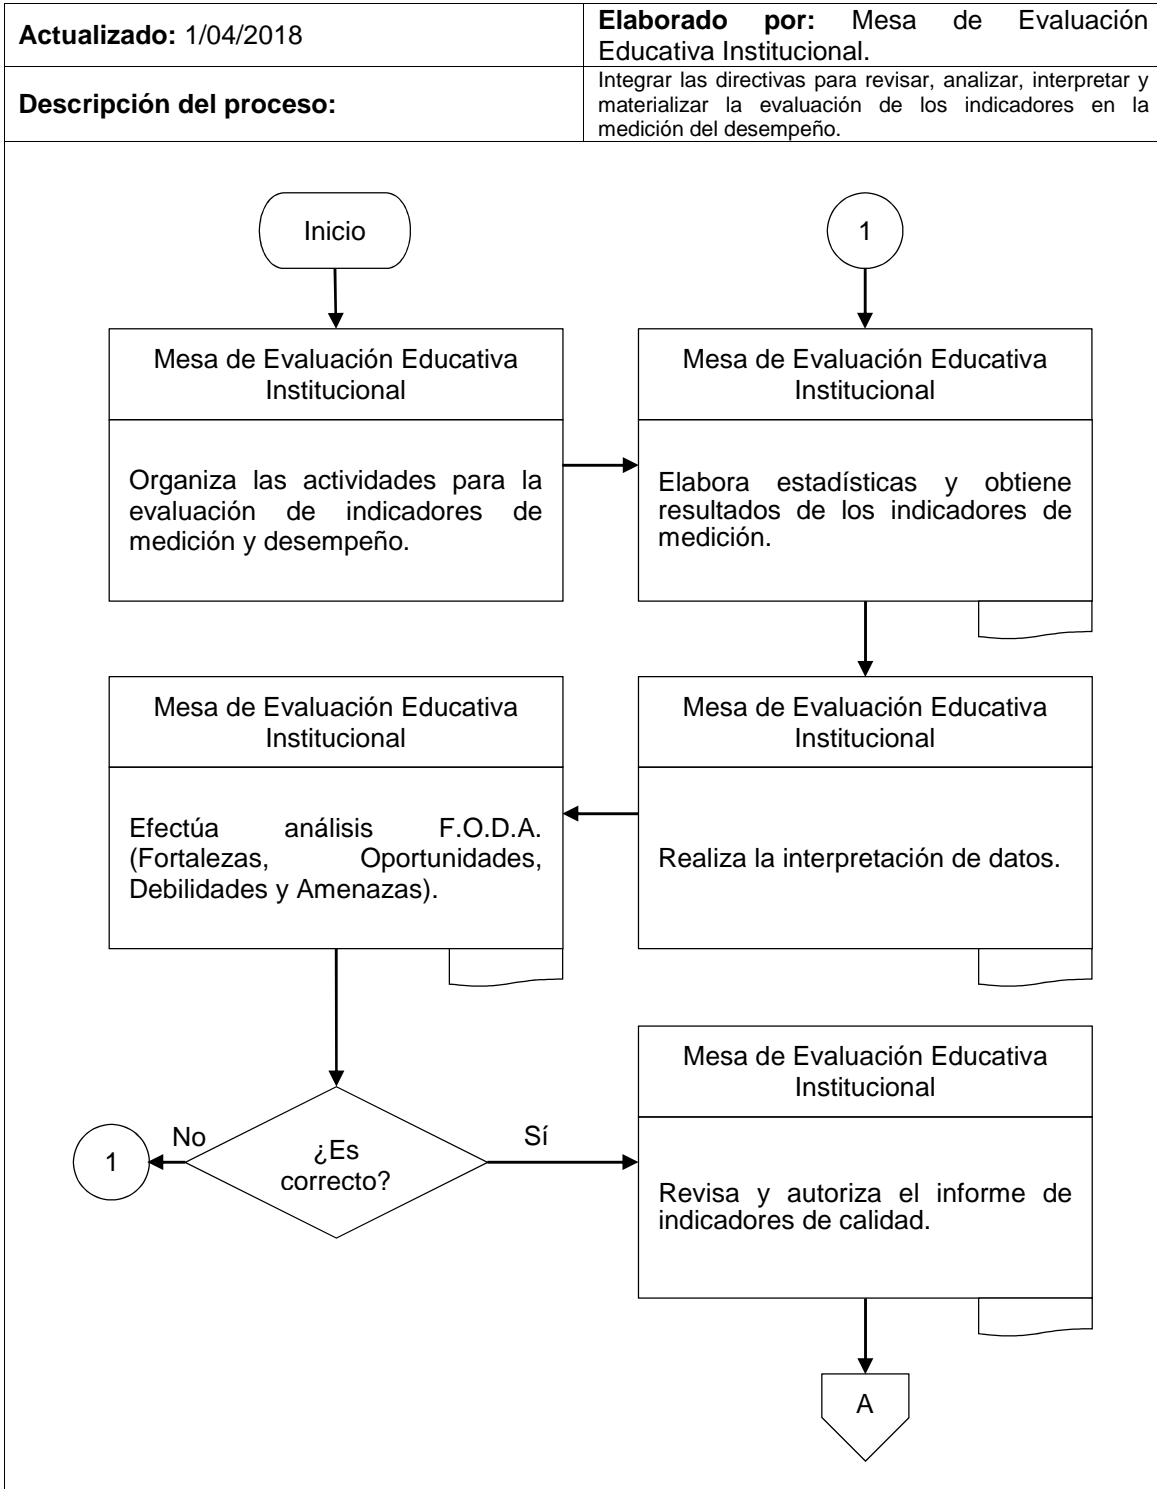 Actualizado: 1/04/2018
Elaborado por: Mesa de Evaluación
Educativa Institucional.
Descripción del proceso:
Integrar las directivas para revisar, analizar, interpretar y
materializar la evaluación de los indicadores en la
medición del desempeño.
Inicio
1
Mesa de Evaluación Educativa
Institucional
Organiza las actividades para la
evaluación de indicadores de
medición y desempeño.
Mesa de Evaluación Educativa
Institucional
Elabora estadísticas y obtiene
resultados de los indicadores de
medición.
Mesa de Evaluación Educativa
Institucional
Realiza la interpretación de datos.
Mesa de Evaluación Educativa
Institucional
Efectúa análisis F.O.D.A.
(Fortalezas, Oportunidades,
Debilidades y Amenazas).
¿Es
correcto?
No
1
Sí
Mesa de Evaluación Educativa
Institucional
Revisa y autoriza el informe de
indicadores de calidad.
A